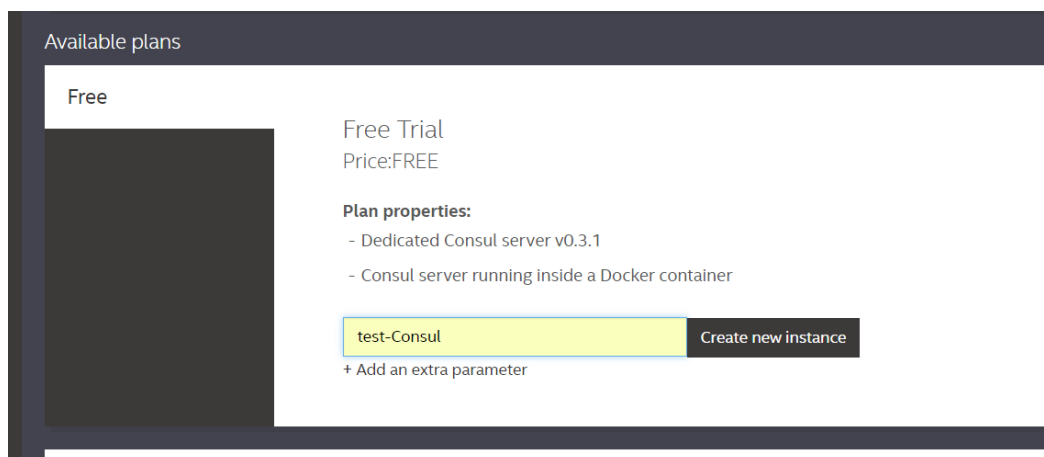 Available plans
Free
Free Trial
Price:FREE
Plan properties:
- Dedicated Consul server v0.3.1
- Consul server running inside a Docker container
test-Consul
Create new instance
+ Add an extra parameter